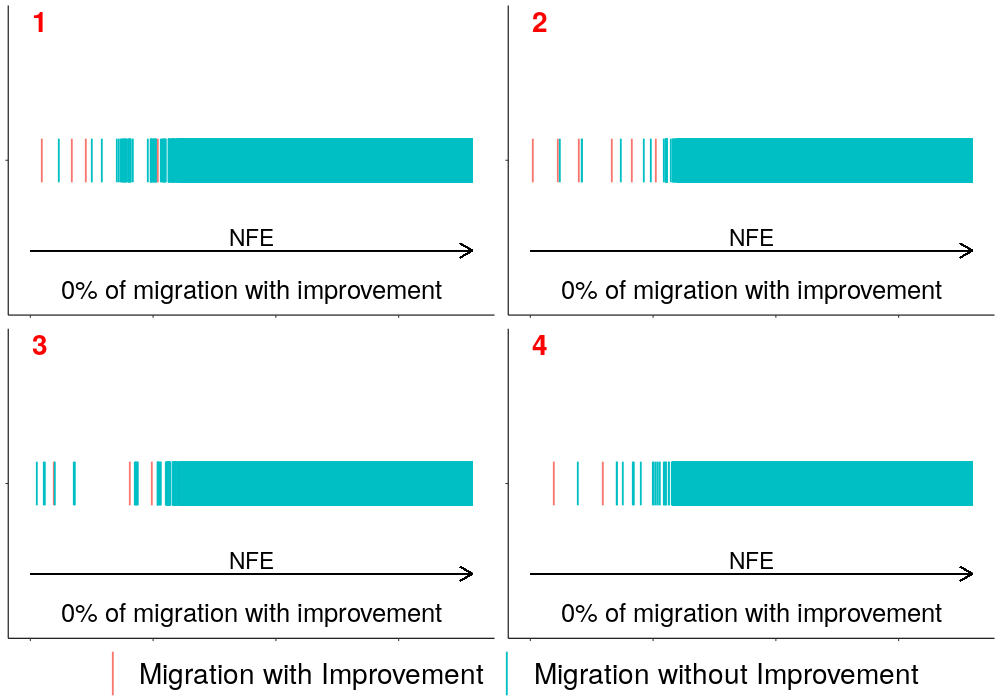 1
NFE
0% of migration with improvement
2
NFE
0% of migration with improvement
3
NFE
0% of migration with improvement
4
NFE
0% of migration with improvement
Migration with Improvement
Migration without Improvement